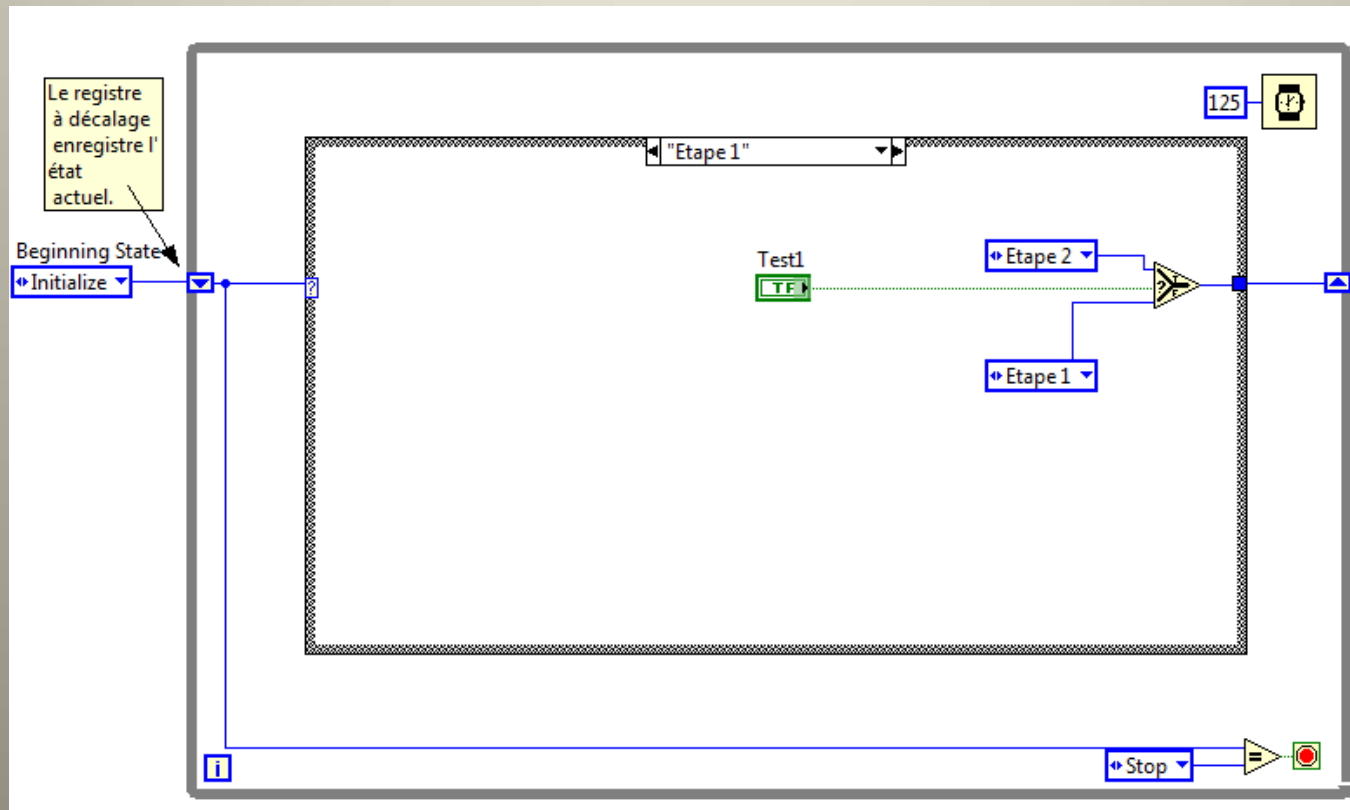 Le registre
à décalage
enregistre l'
état
actuel.
125
"Etape 1"
Beginning State
Initialize
Test1
TF
Etape 2
?
?
T
F
Etape 1
i
Stop
=